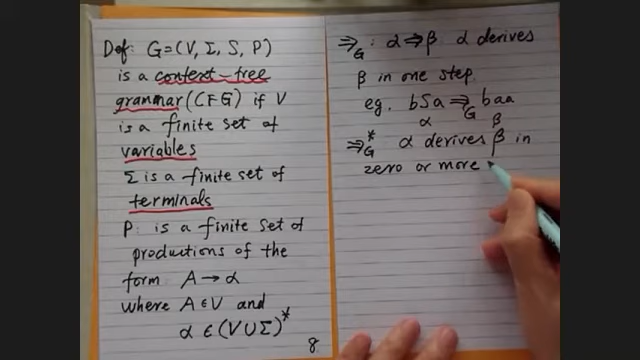 Def: G=(V, Σ, S, P)
is a context-free
grammar (CFG) if V
is a finite set of
variables
Σ is a finite set of
terminals
P: is a finite set of
productions of the
form A → α
where A ∈ V and
α ∈ (V ∪ Σ)*
8
⇒G : α ⇒ β α derives
β in one step
eg. bSa ⇒G baa
α β
⇒*G α derives β in
zero or more